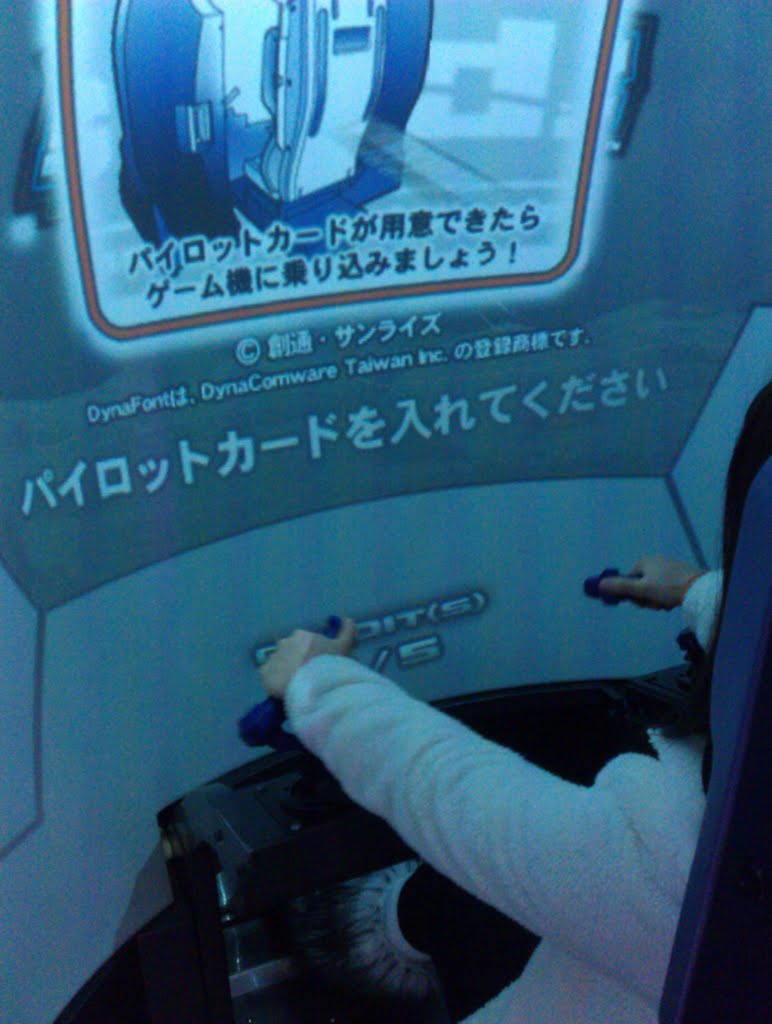 パイロットカードが用意できたら
ゲーム機に乗り込みましょう！
© 創通・サンライズ
DynaFontは、DynaComware Taiwan Inc. の登録商標です.
パイロットカードを入れてください
/5